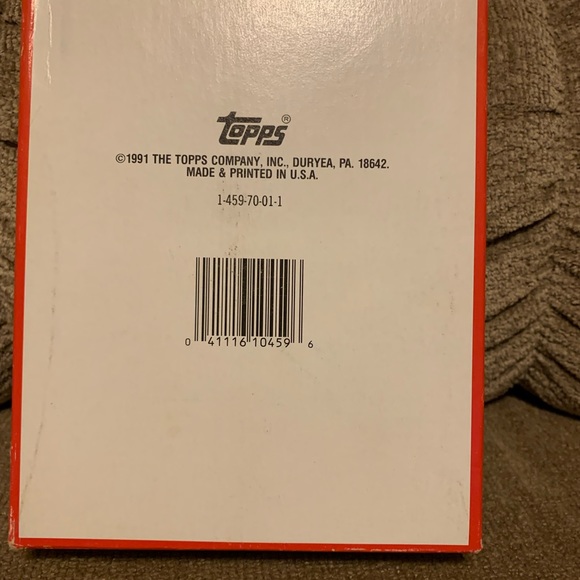 Topps®
©1991 THE TOPPS COMPANY, INC., DURYEA, PA. 18642.
MADE & PRINTED IN U.S.A.
1-459-70-01-1
0 41116 10459 6